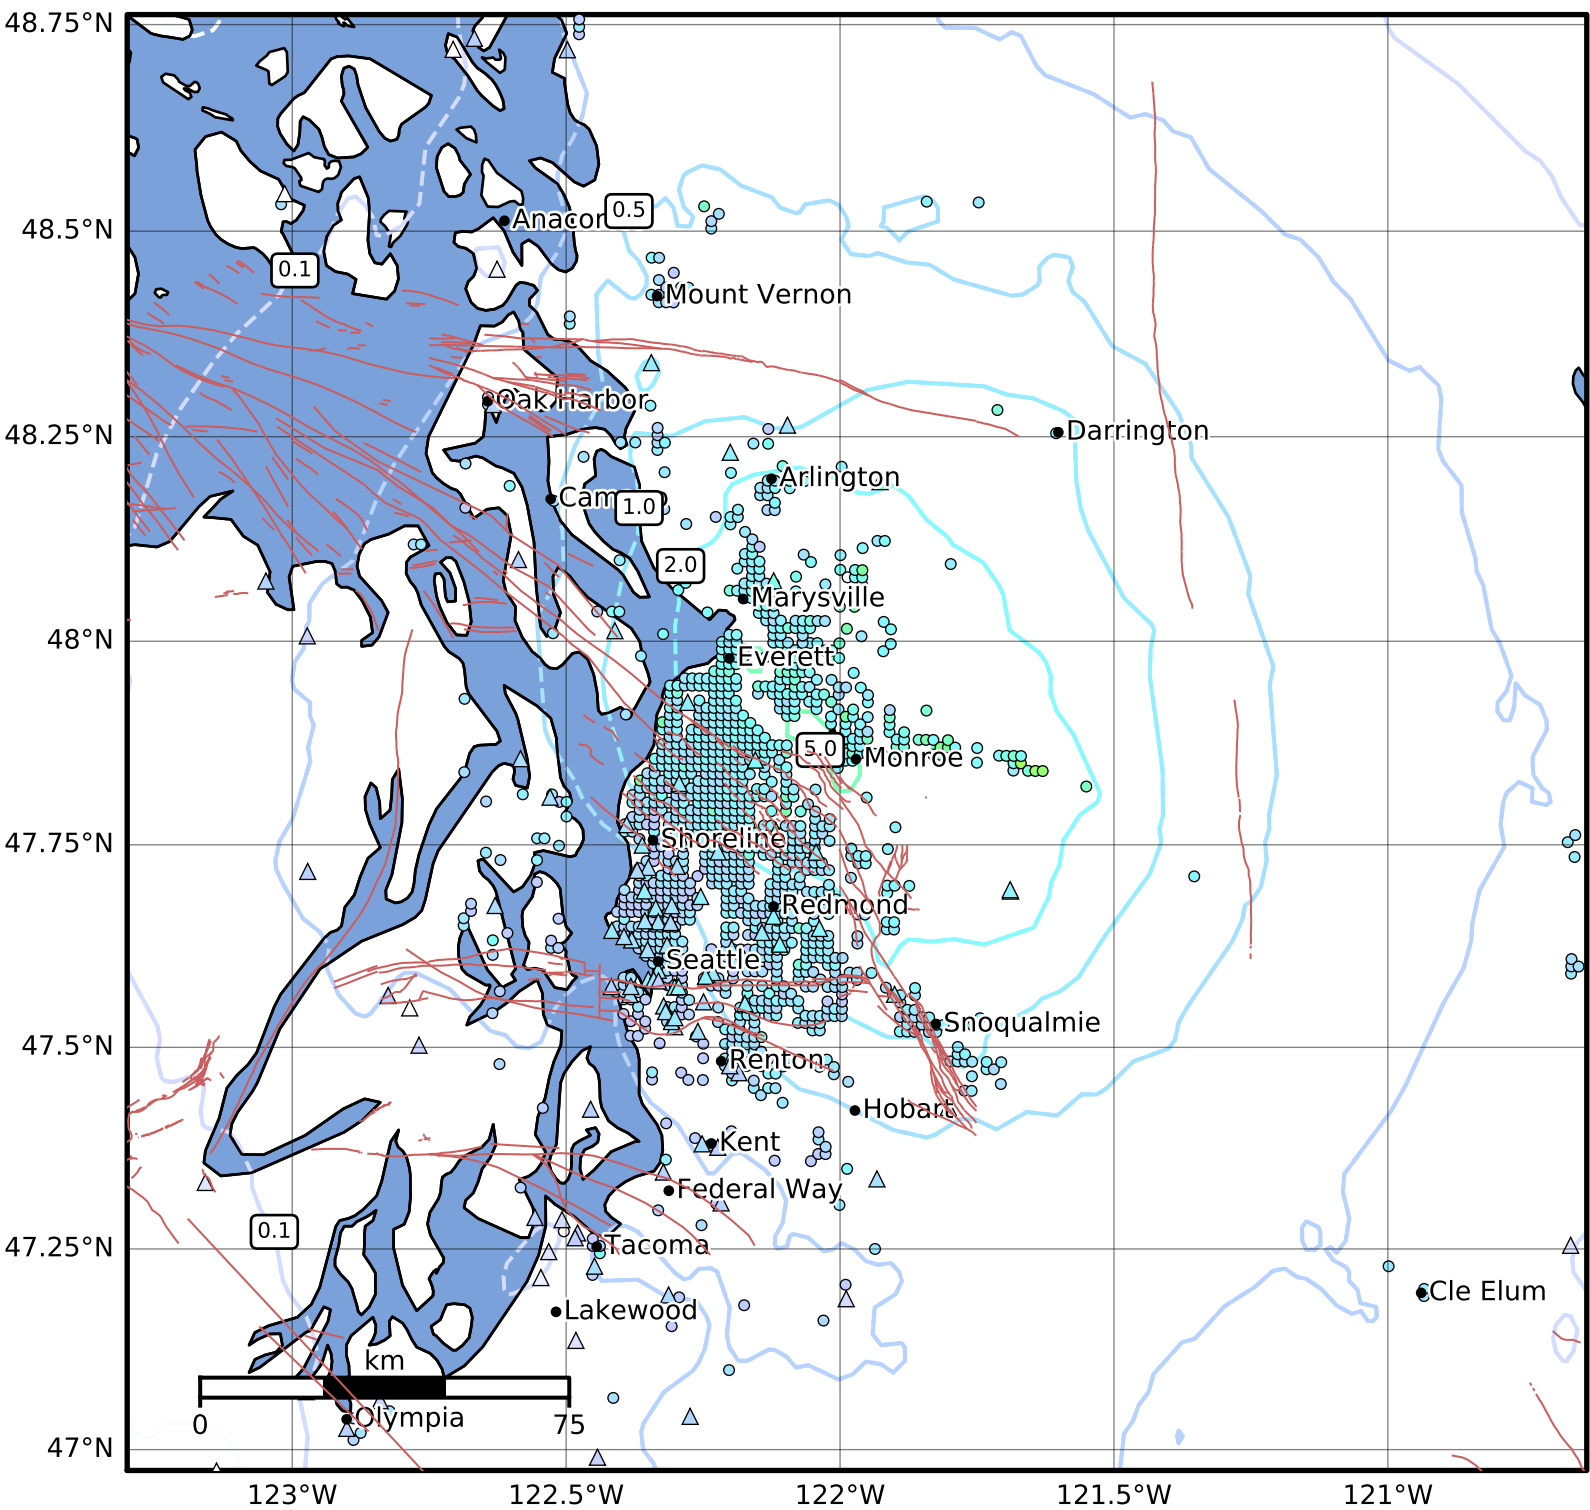 48.75°N
0.5
48.5°N
0.1
Mount Vernon
Oak Harbor
48.25°N
Darrington
Arlington
1.0
2.0
Marysville
48°N
Everett
5.0
Monroe
47.75°N
Shoreline
Redmond
Seattle
Snoqualmie
47.5°N
Renton
Hobart
Kent
Federal Way
0.1
47.25°N
Tacoma
Cle Elum
Lakewood
km
0
75
Olympia
47°N
123°W
122.5°W
122°W
121.5°W
121°W